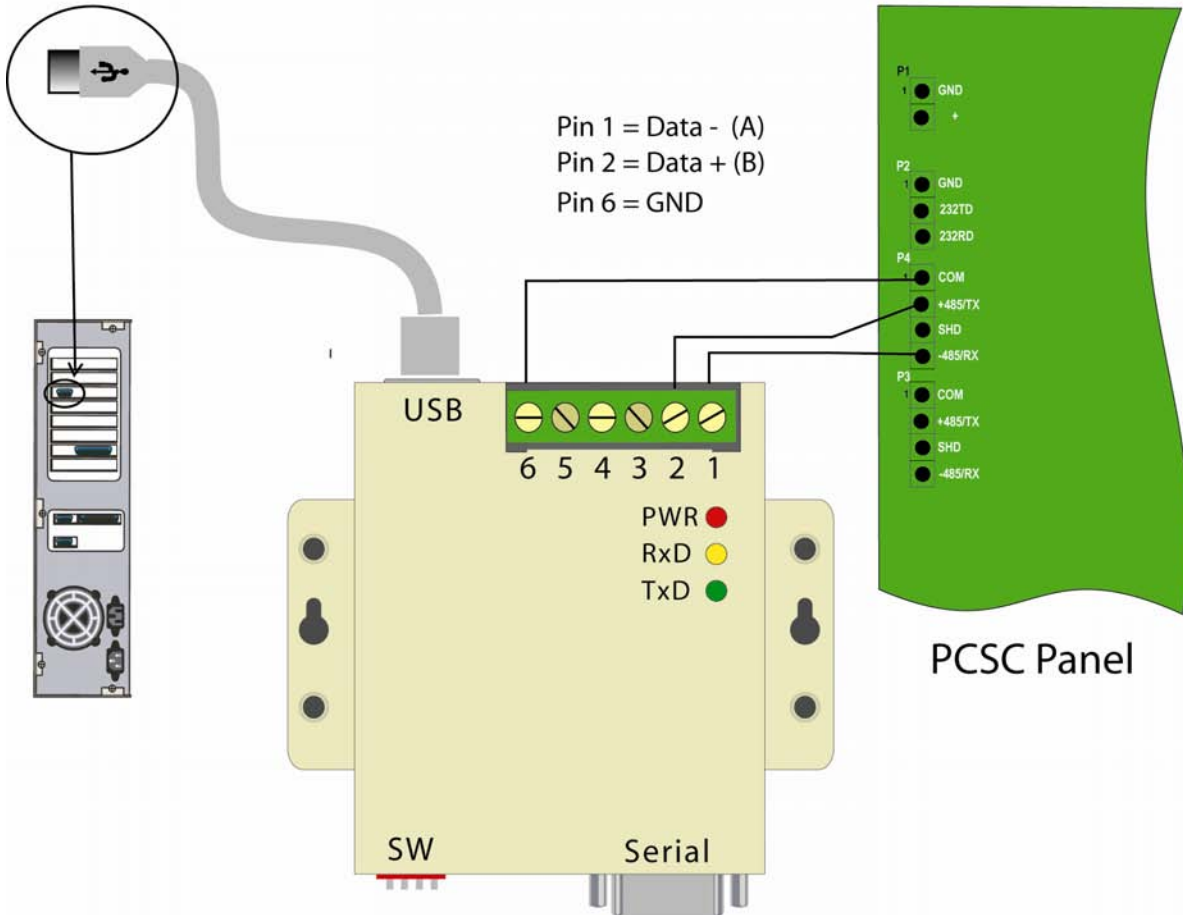 Pin 1 = Data - (A)
Pin 2 = Data + (B)
Pin 6 = GND
P1
1 GND
+
P2
1 GND
232TD
232RD
P4
1 COM
+485/TX
SHD
-485/RX
P3
1 COM
+485/TX
SHD
-485/RX
PCSC Panel
USB
6 5 4 3 2 1
PWR
RxD
TxD
SW
Serial